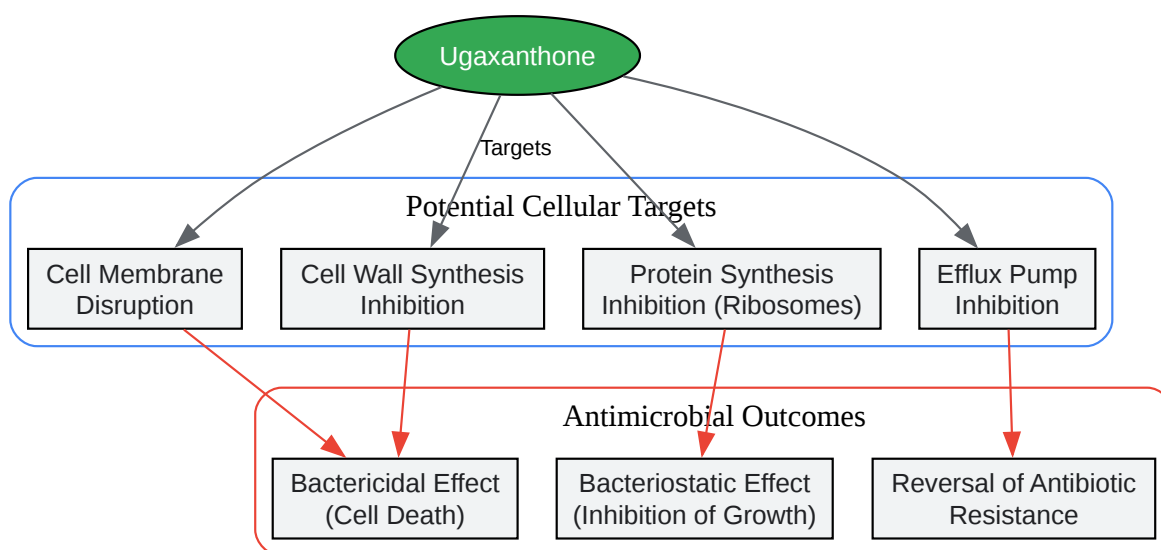 Ugaxanthone
Targets
Potential Cellular Targets
Cell Membrane
Disruption
Cell Wall Synthesis
Inhibition
Protein Synthesis
Inhibition (Ribosomes)
Efflux Pump
Inhibition
Antimicrobial Outcomes
Bactericidal Effect
(Cell Death)
Bacteriostatic Effect
(Inhibition of Growth)
Reversal of Antibiotic
Resistance